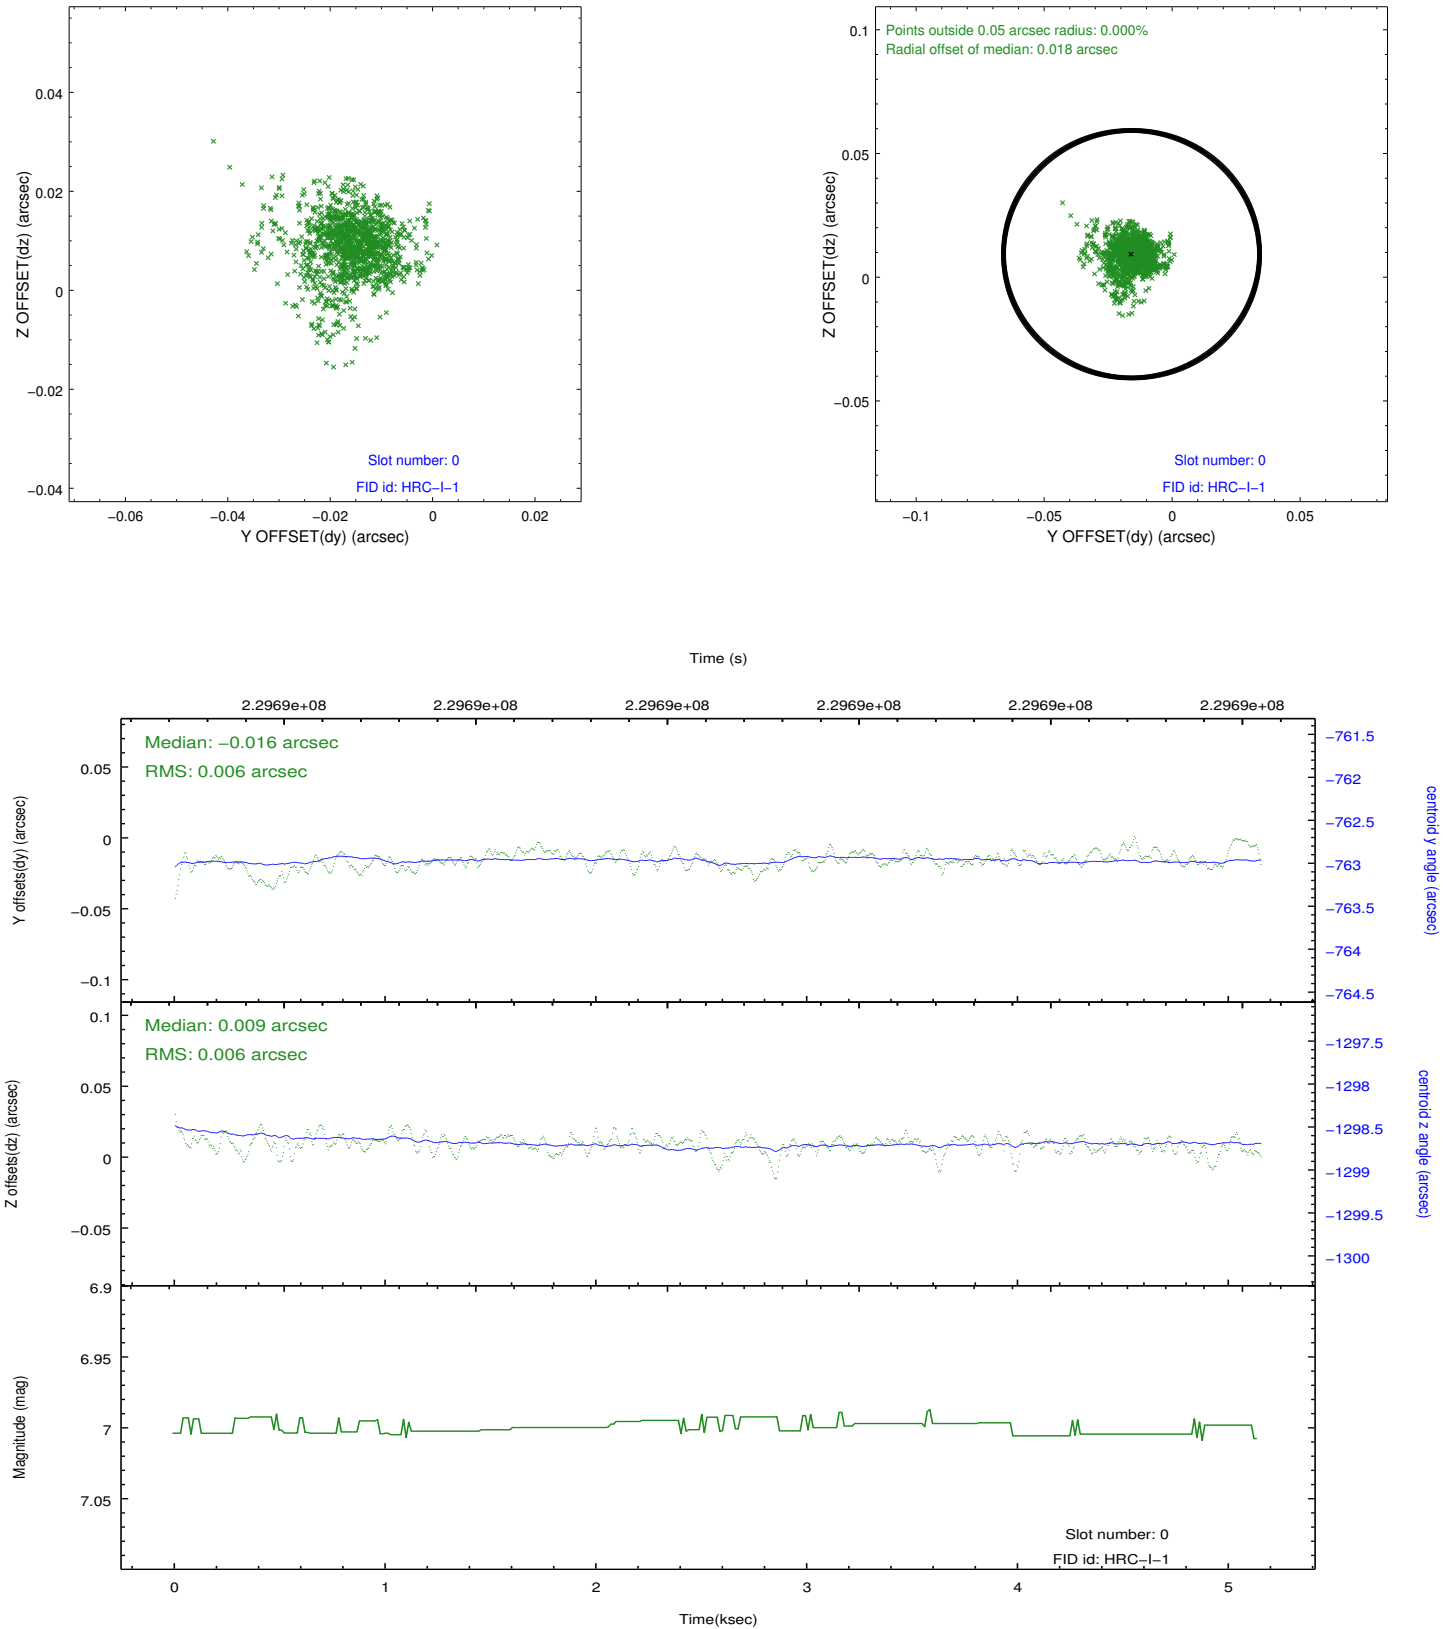 Z OFFSET(dz) (arcsec)
0.04
0.02
0
−0.02
−0.04
Slot number: 0
FID id: HRC−I−1
−0.06
−0.04
−0.02
0
0.02
Y OFFSET(dy) (arcsec)
Points outside 0.05 arcsec radius: 0.000%
Radial offset of median: 0.018 arcsec
Z OFFSET(dz) (arcsec)
0.1
0.05
0
−0.05
Slot number: 0
FID id: HRC−I−1
−0.1
−0.05
0
0.05
Y OFFSET(dy) (arcsec)
Time (s)
2.2969e+08
2.2969e+08
2.2969e+08
2.2969e+08
2.2969e+08
2.2969e+08
Median: −0.016 arcsec
RMS: 0.006 arcsec
Y offsets(dy) (arcsec)
0.05
0
−0.05
−0.1
−761.5
−762
−762.5
−763
−763.5
−764
−764.5
centroid y angle (arcsec)
Median: 0.009 arcsec
RMS: 0.006 arcsec
Z offsets(dz) (arcsec)
0.1
0.05
0
−0.05
−1297.5
−1298
−1298.5
−1299
−1299.5
−1300
centroid z angle (arcsec)
Magnitude (mag)
6.9
6.95
7
7.05
Slot number: 0
FID id: HRC−I−1
0
1
2
3
4
5
Time(ksec)